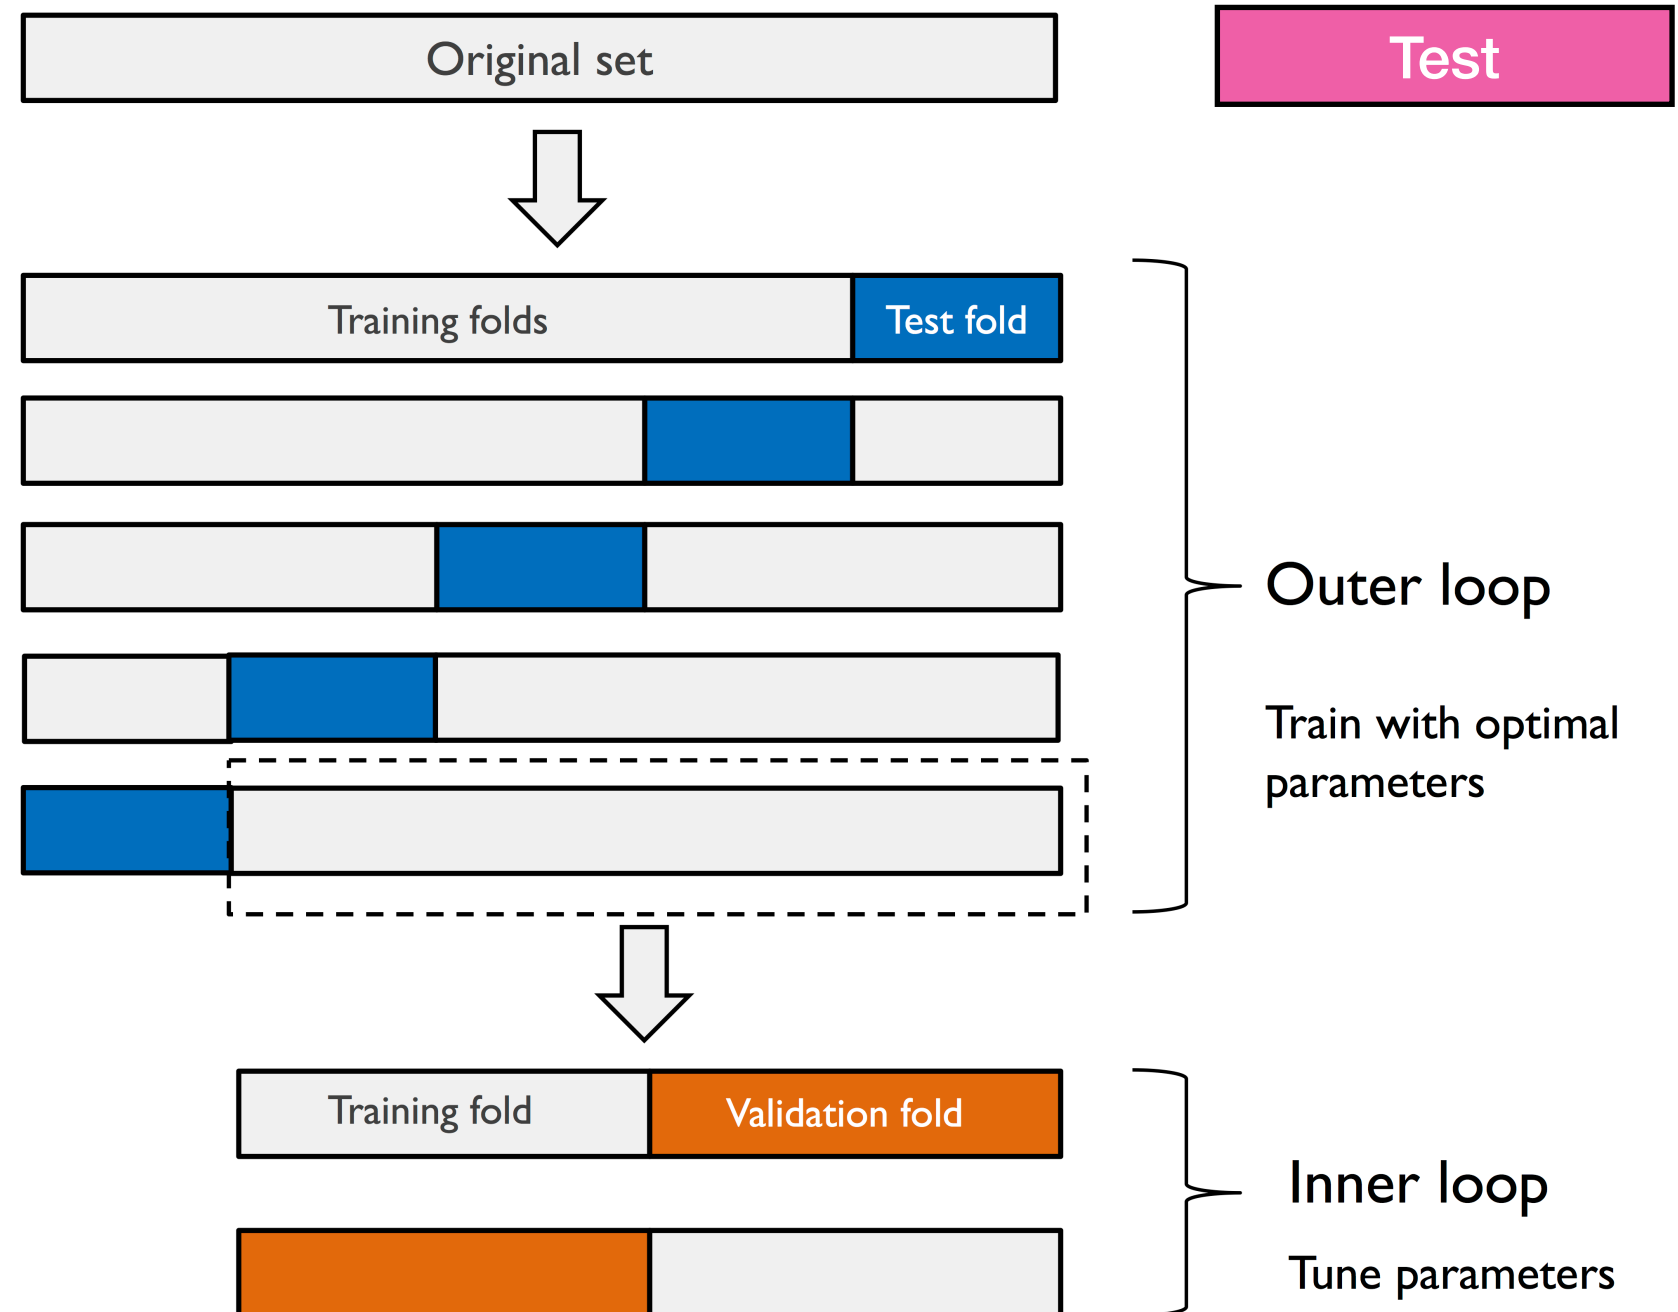 Original set
Test
Training folds
Test fold
Outer loop
Train with optimal
parameters
Training fold
Validation fold
Inner loop
Tune parameters